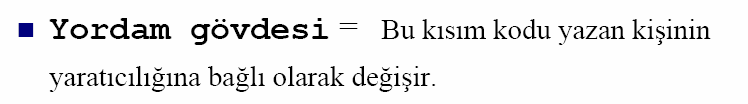 ▪ Yordam gövdesi = Bu kısım kodu yazan kişinin
yaratıcılığına bağlı olarak değişir.